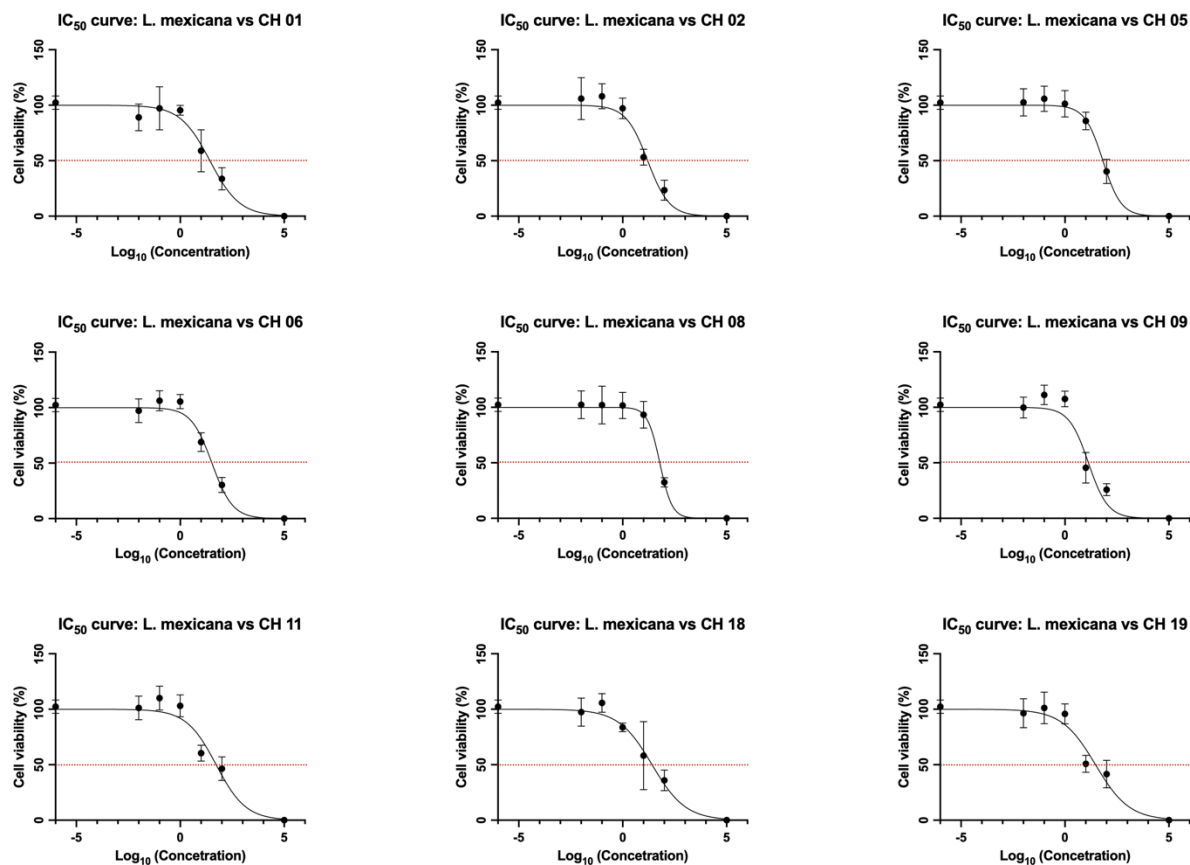 IC50 curve: L. mexicana vs CH 01
Cell viability (%)
150
100
50
0
-5 0 5
Log10 (Concentration)
IC50 curve: L. mexicana vs CH 02
Cell viability (%)
150
100
50
0
-5 0 5
Log10 (Concetration)
IC50 curve: L. mexicana vs CH 05
Cell viability (%)
150
100
50
0
-5 0 5
Log10 (Concetration)
IC50 curve: L. mexicana vs CH 06
Cell viability (%)
150
100
50
0
-5 0 5
Log10 (Concetration)
IC50 curve: L. mexicana vs CH 08
Cell viability (%)
150
100
50
0
-5 0 5
Log10 (Concetration)
IC50 curve: L. mexicana vs CH 09
Cell viability (%)
150
100
50
0
-5 0 5
Log10 (Concetration)
IC50 curve: L. mexicana vs CH 11
Cell viability (%)
150
100
50
0
-5 0 5
Log10 (Concetration)
IC50 curve: L. mexicana vs CH 18
Cell viability (%)
150
100
50
0
-5 0 5
Log10 (Concetration)
IC50 curve: L. mexicana vs CH 19
Cell viability (%)
150
100
50
0
-5 0 5
Log10 (Concetration)